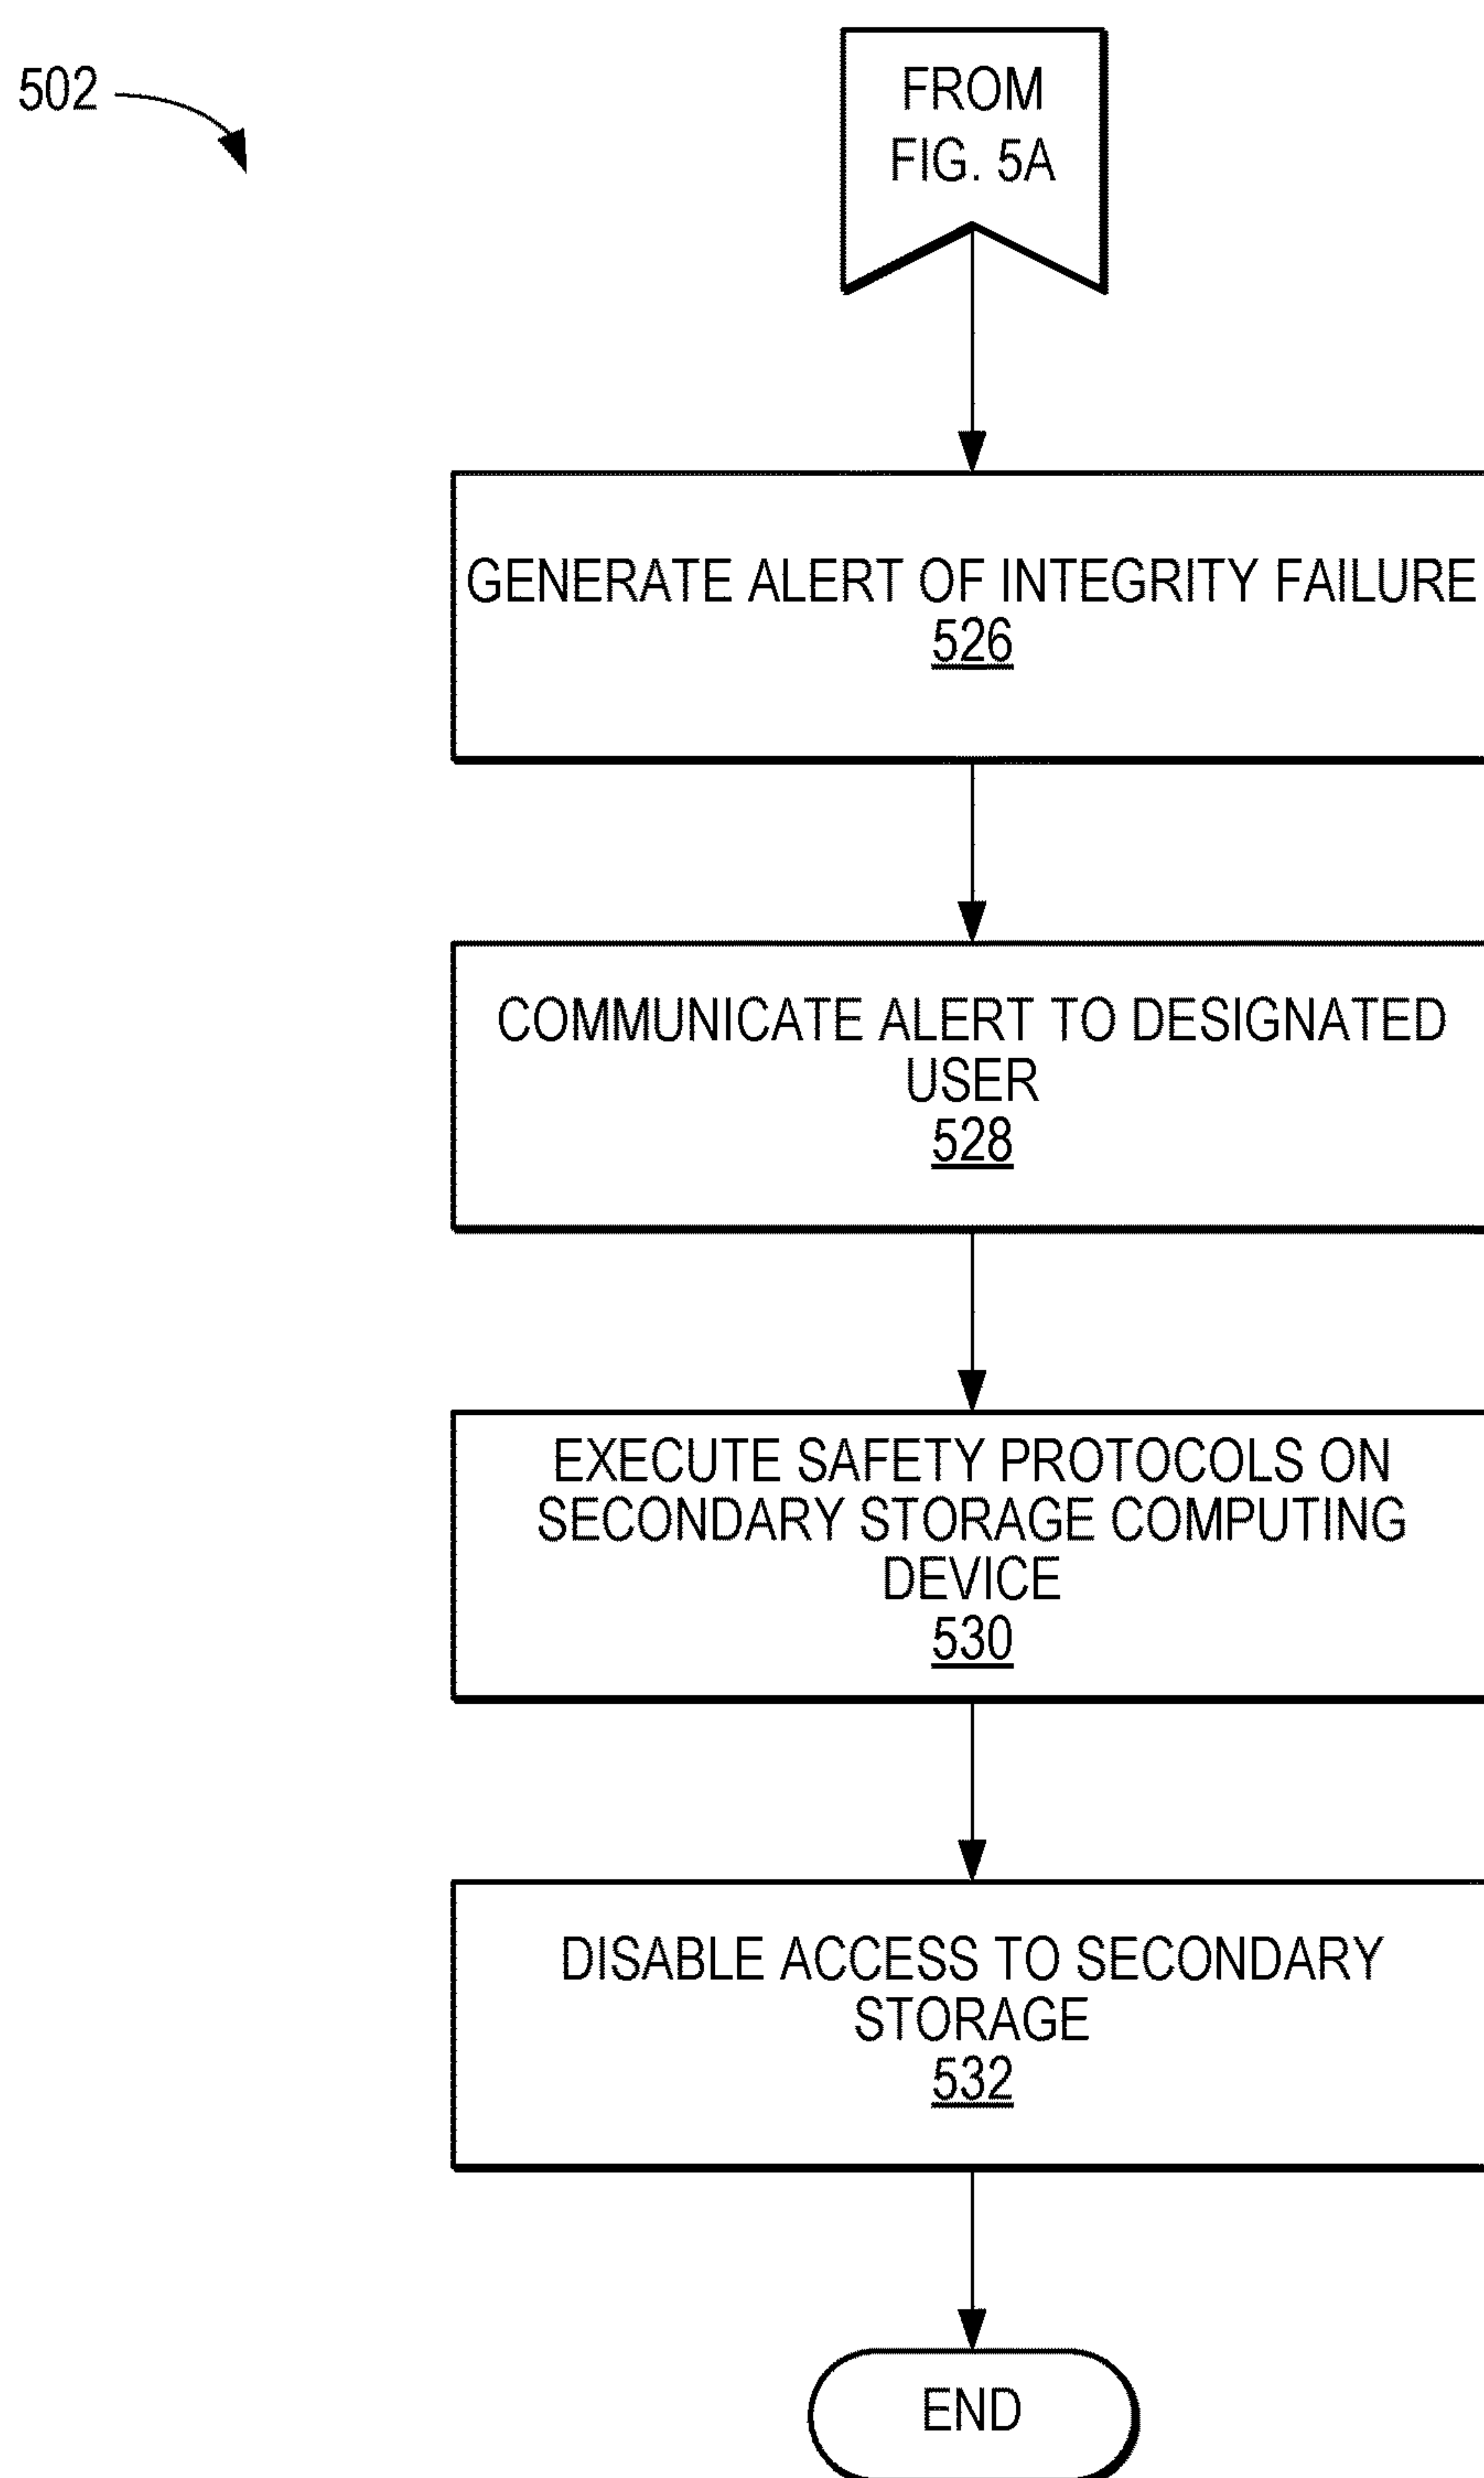 502
FROM
FIG. 5A
GENERATE ALERT OF INTEGRITY FAILURE
526
COMMUNICATE ALERT TO DESIGNATED
USER
528
EXECUTE SAFETY PROTOCOLS ON
SECONDARY STORAGE COMPUTING
DEVICE
530
DISABLE ACCESS TO SECONDARY
STORAGE
532
END